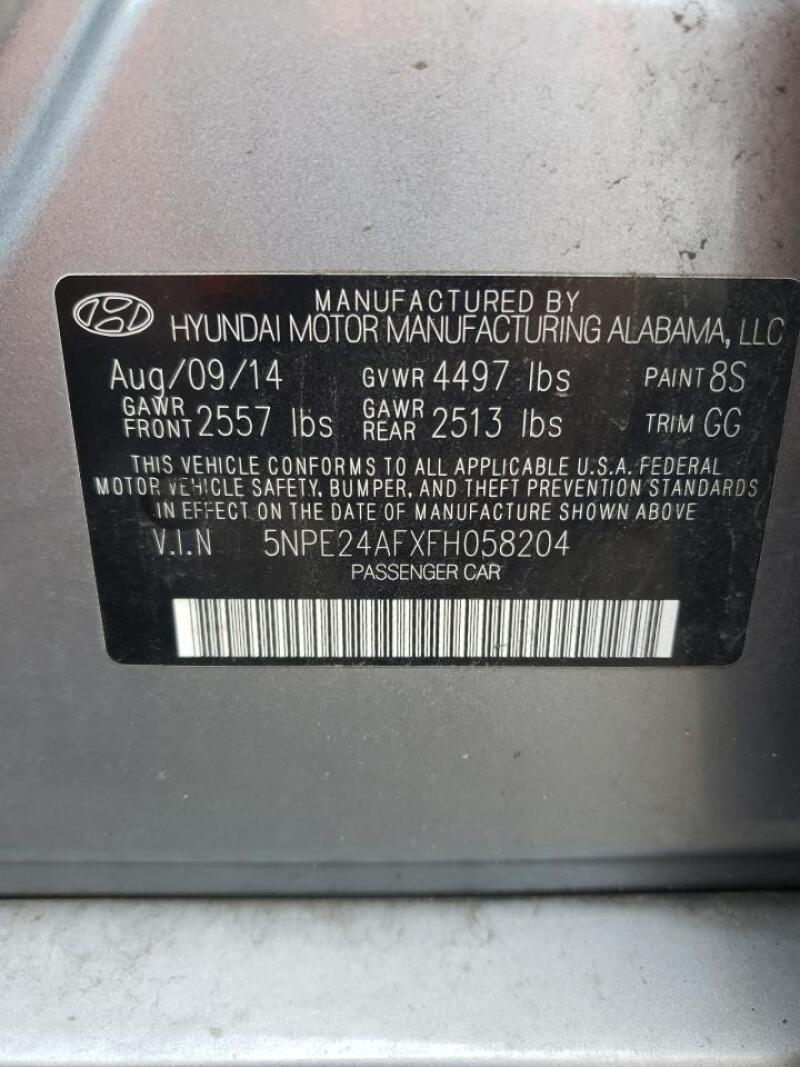 MANUFACTURED BY
HYUNDAI MOTOR MANUFACTURING ALABAMA, LLC
Aug/09/14 GVWR 4497 lbs PAINT 8S
GAWR FRONT 2557 lbs GAWR REAR 2513 lbs TRIM GG
THIS VEHICLE CONFORMS TO ALL APPLICABLE U.S.A. FEDERAL
MOTOR VEHICLE SAFETY, BUMPER, AND THEFT PREVENTION STANDARDS
IN EFFECT ON THE DATE OF MANUFACTURE SHOWN ABOVE
V.I.N 5NPE24AFXFH058204
PASSENGER CAR